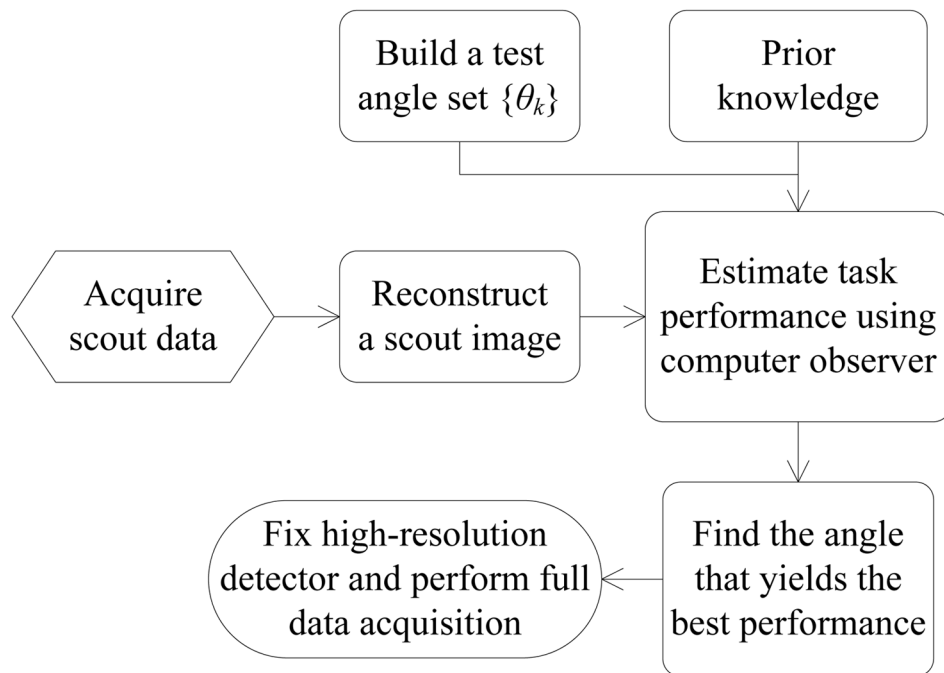 Build a test
angle set {θₖ}
Prior
knowledge
Acquire
scout data
Reconstruct
a scout image
Estimate task
performance using
computer observer
Fix high-resolution
detector and perform full
data acquisition
Find the angle
that yields the
best performance